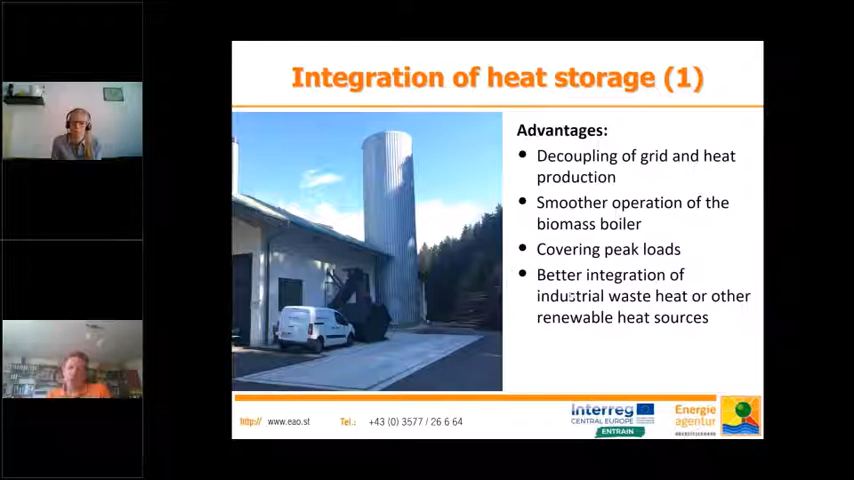 Integration of heat storage (1)
Advantages:
Decoupling of grid and heat
production
Smoother operation of the
biomass boiler
Covering peak loads
Better integration of
industrial waste heat or other
renewable heat sources
http:// www.eao.st Tel.: +43 (0) 3577 / 26 6 64
Interreg
CENTRAL EUROPE
ENTRAIN
Energie
agentur